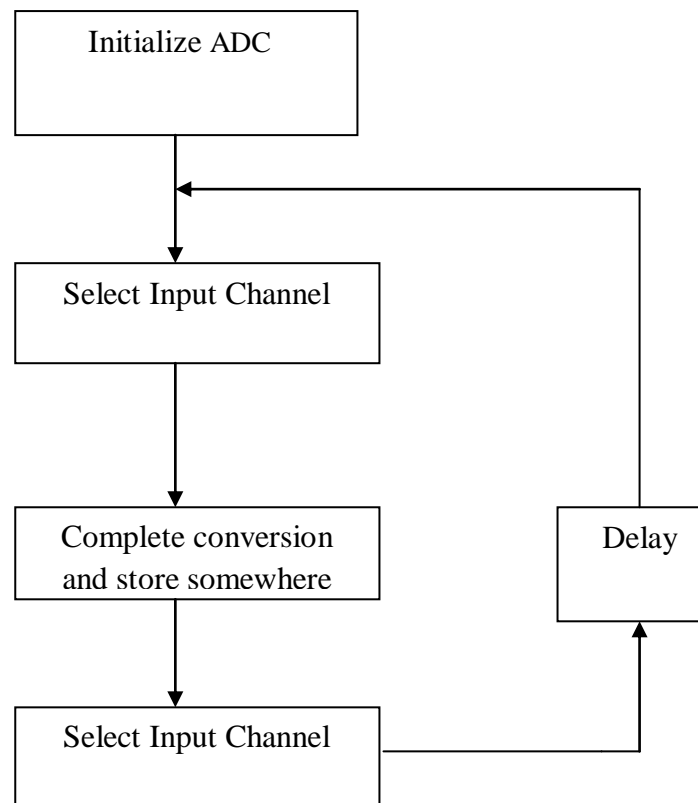 Initialize ADC
Select Input Channel
Complete conversion
and store somewhere
Delay
Select Input Channel